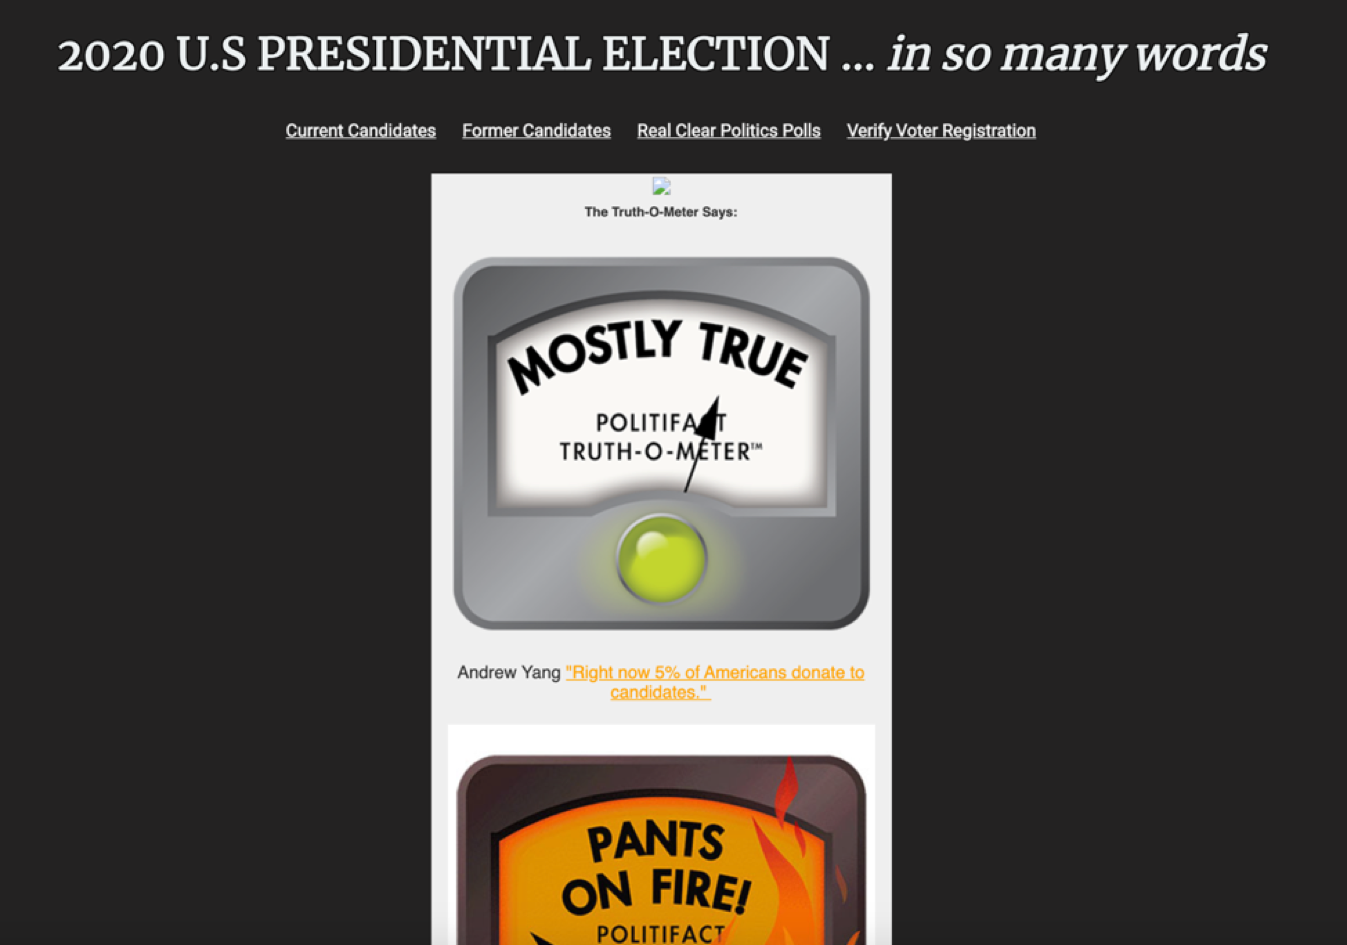 2020 U.S PRESIDENTIAL ELECTION ... in so many words
Current Candidates Former Candidates Real Clear Politics Polls Verify Voter Registration
The Truth-O-Meter Says:
MOSTLY TRUE
POLITIFACT
TRUTH-O-METER™
Andrew Yang "Right now 5% of Americans donate to
candidates."
PANTS
ON FIRE!
POLITIFACT